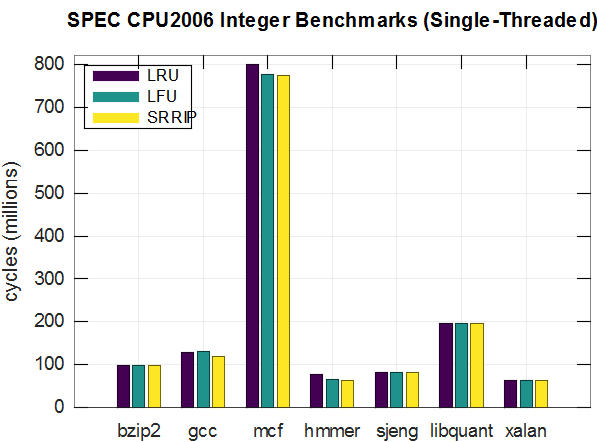 SPEC CPU2006 Integer Benchmarks (Single-Threaded)
LRU
LFU
SRRIP
cycles (millions)
800
700
600
500
400
300
200
100
0
bzip2 gcc mcf hmmer sjeng libquant xalan